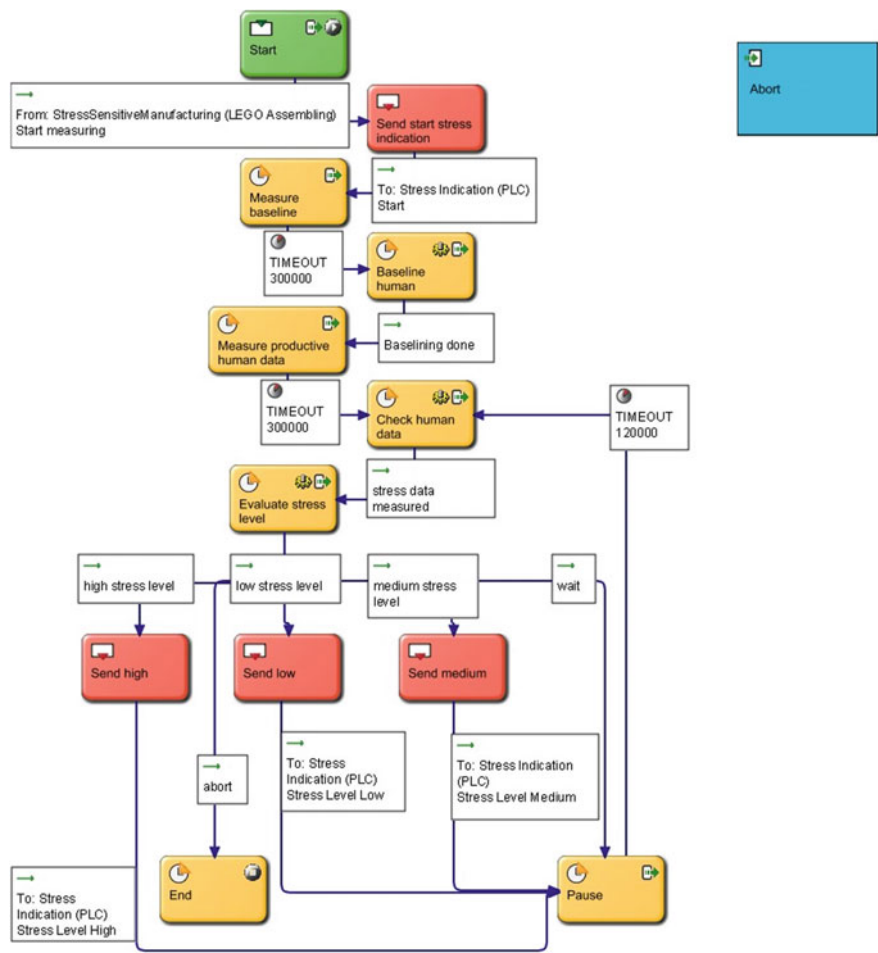 Start
Abort
From: StressSensitiveManufacturing (LEGO Assembling)
Start measuring
Send start stress
indication
To: Stress Indication (PLC)
Start
Measure
baseline
TIMEOUT
300000
Baseline
human
Measure productive
human data
Baselining done
TIMEOUT
300000
Check human
data
TIMEOUT
120000
Evaluate stress
level
stress data
measured
high stress level
low stress level
medium stress
level
wait
Send high
Send low
Send medium
To: Stress
Indication (PLC)
Stress Level Low
To: Stress Indication
(PLC)
Stress Level Medium
abort
To: Stress
Indication (PLC)
Stress Level High
End
Pause